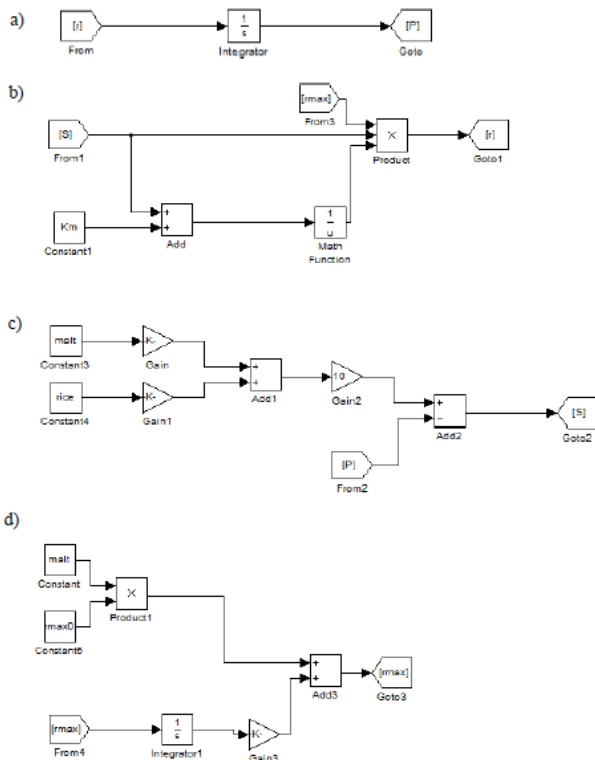 a)
[r]
From
1
s
Integrator
[P]
Goto
b)
[rmax]
From3
[S]
From1
×
Product
[r]
Goto1
Km
Constant1
+
+
Add
1
u
Math
Function
c)
malt
Constant3
K-
Gain
rice
Constant4
K-
Gain1
+
+
Add1
10
Gain2
+
−
Add2
[S]
Goto2
[P]
From2
d)
malt
Constant
rmax0
Constant6
×
Product1
+
+
Add3
[rmax]
Goto3
[rmax]
From4
1
s
Integrator1
K-
Gain3